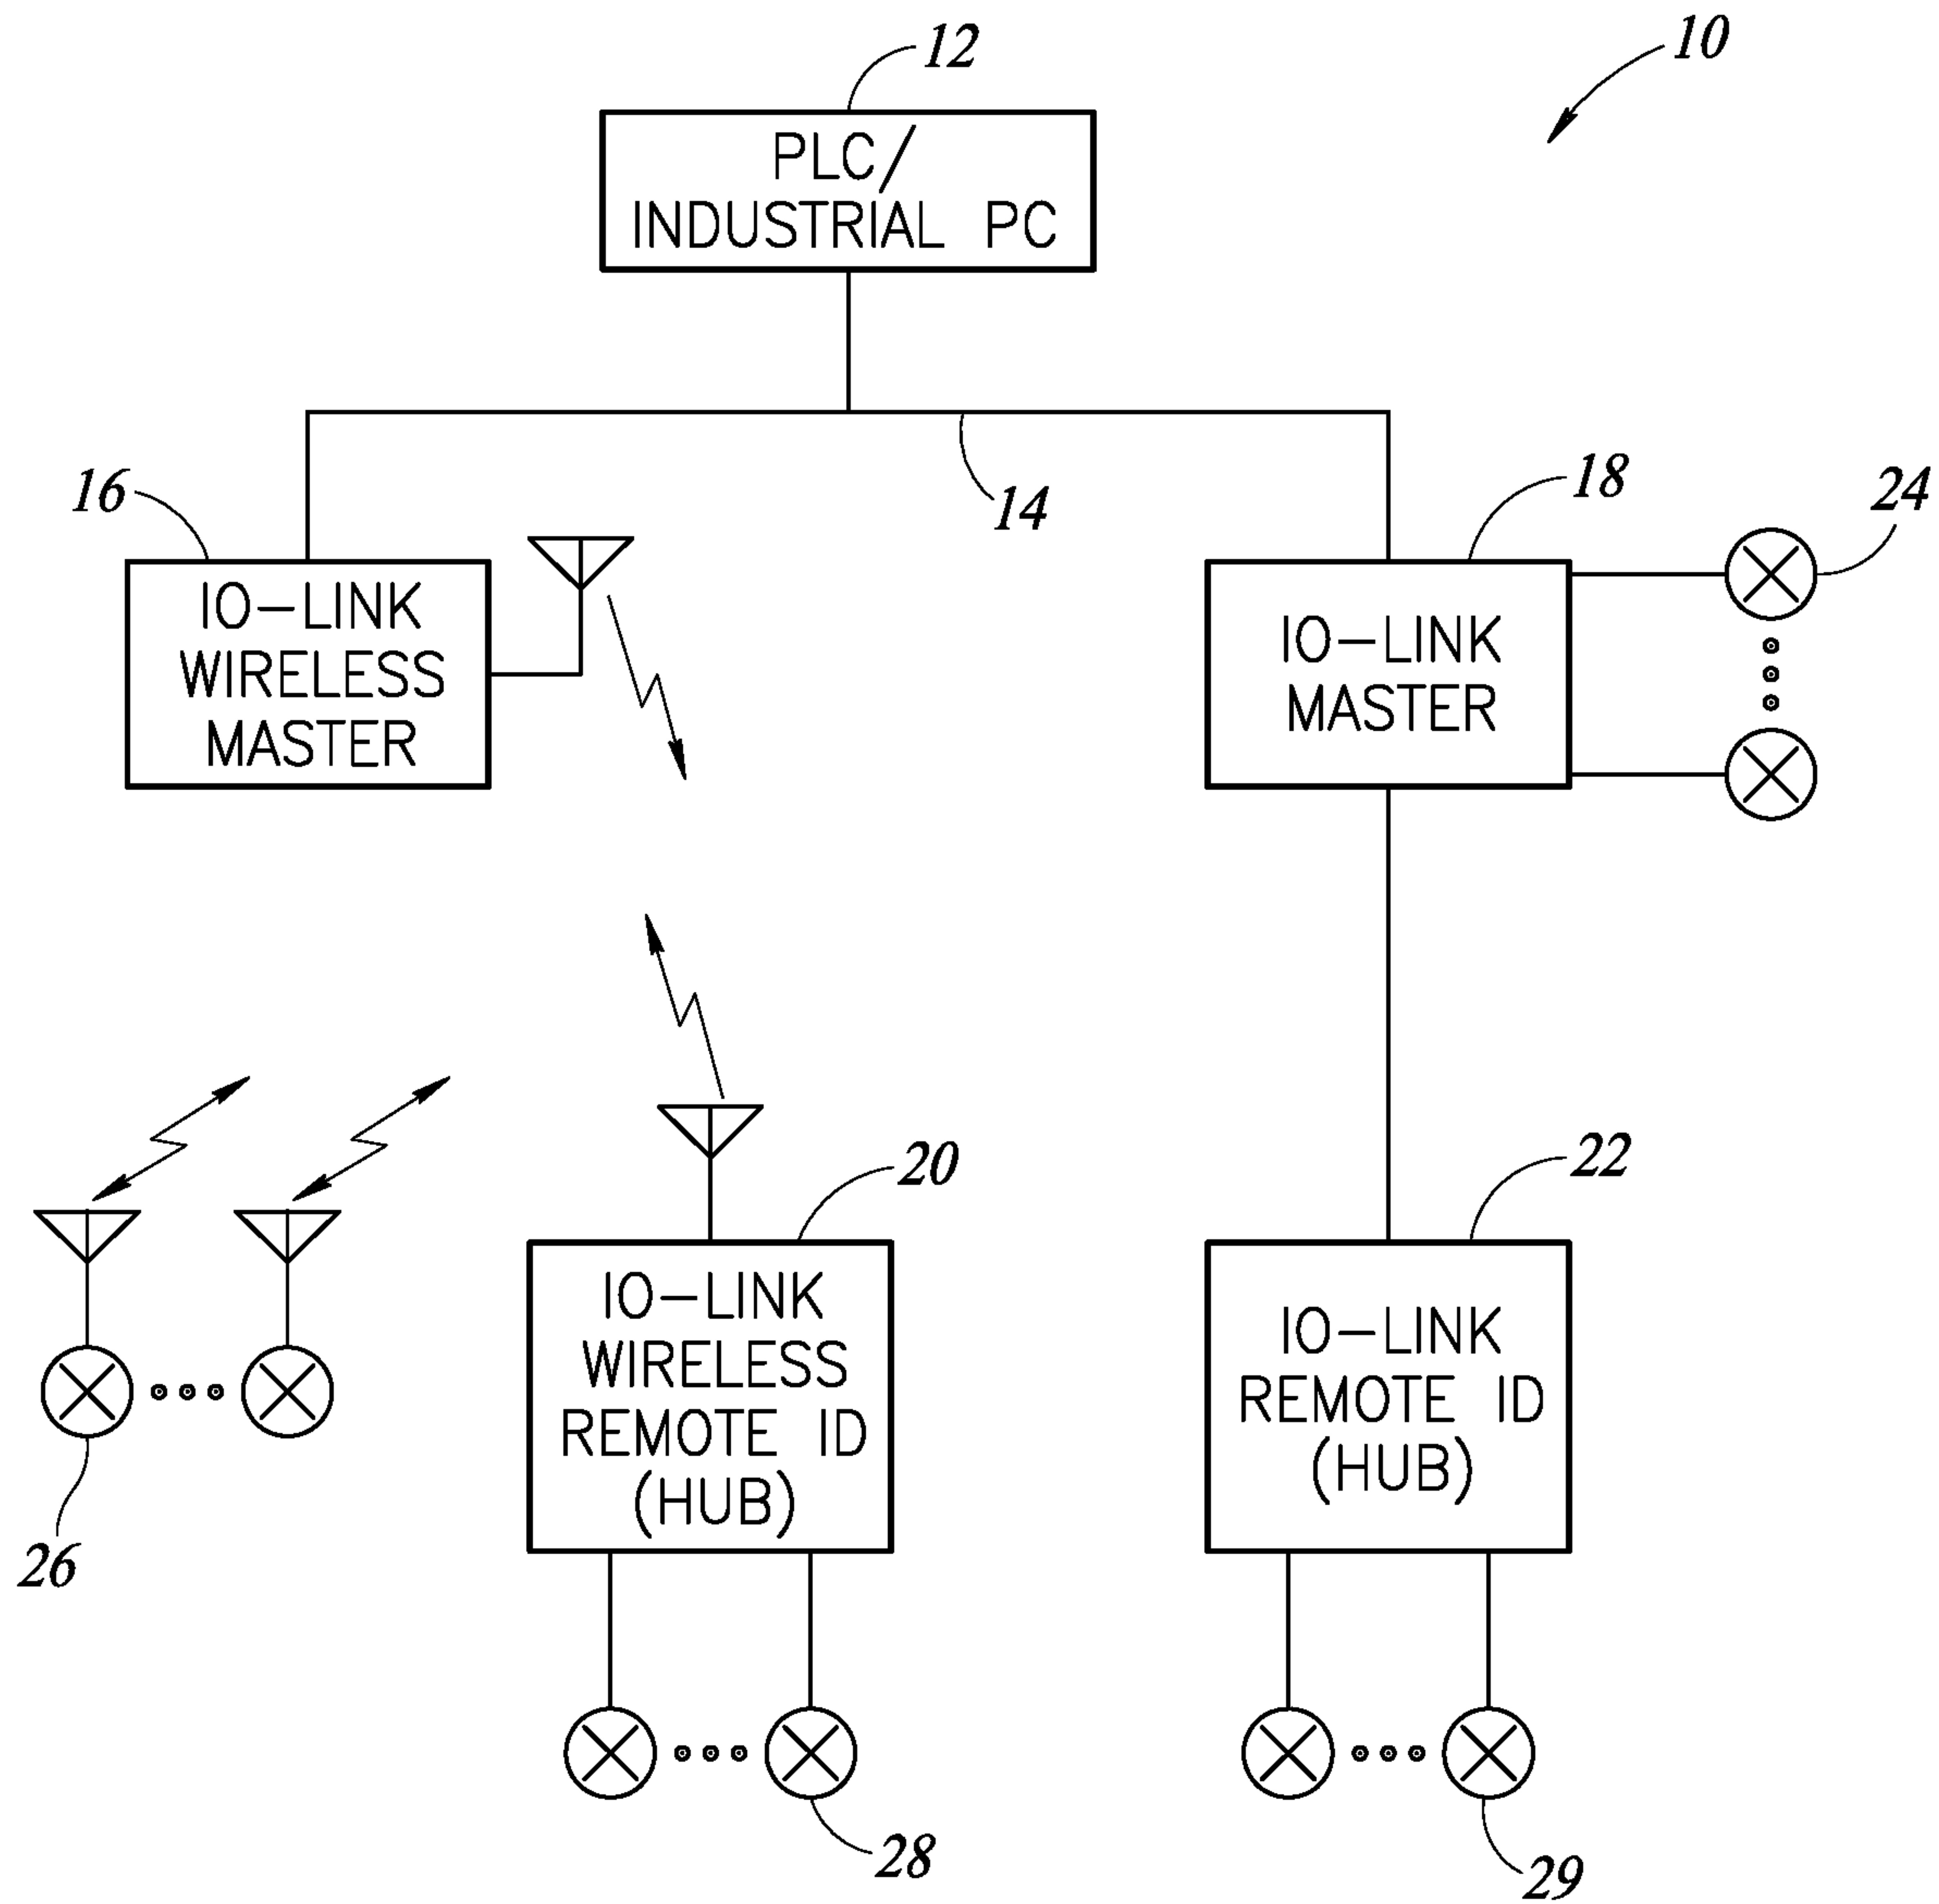 12
10
PLC/
INDUSTRIAL PC
14
16
18
24
IO-LINK
WIRELESS
MASTER
IO-LINK
MASTER
20
22
IO-LINK
WIRELESS
REMOTE ID
(HUB)
IO-LINK
REMOTE ID
(HUB)
26
28
29